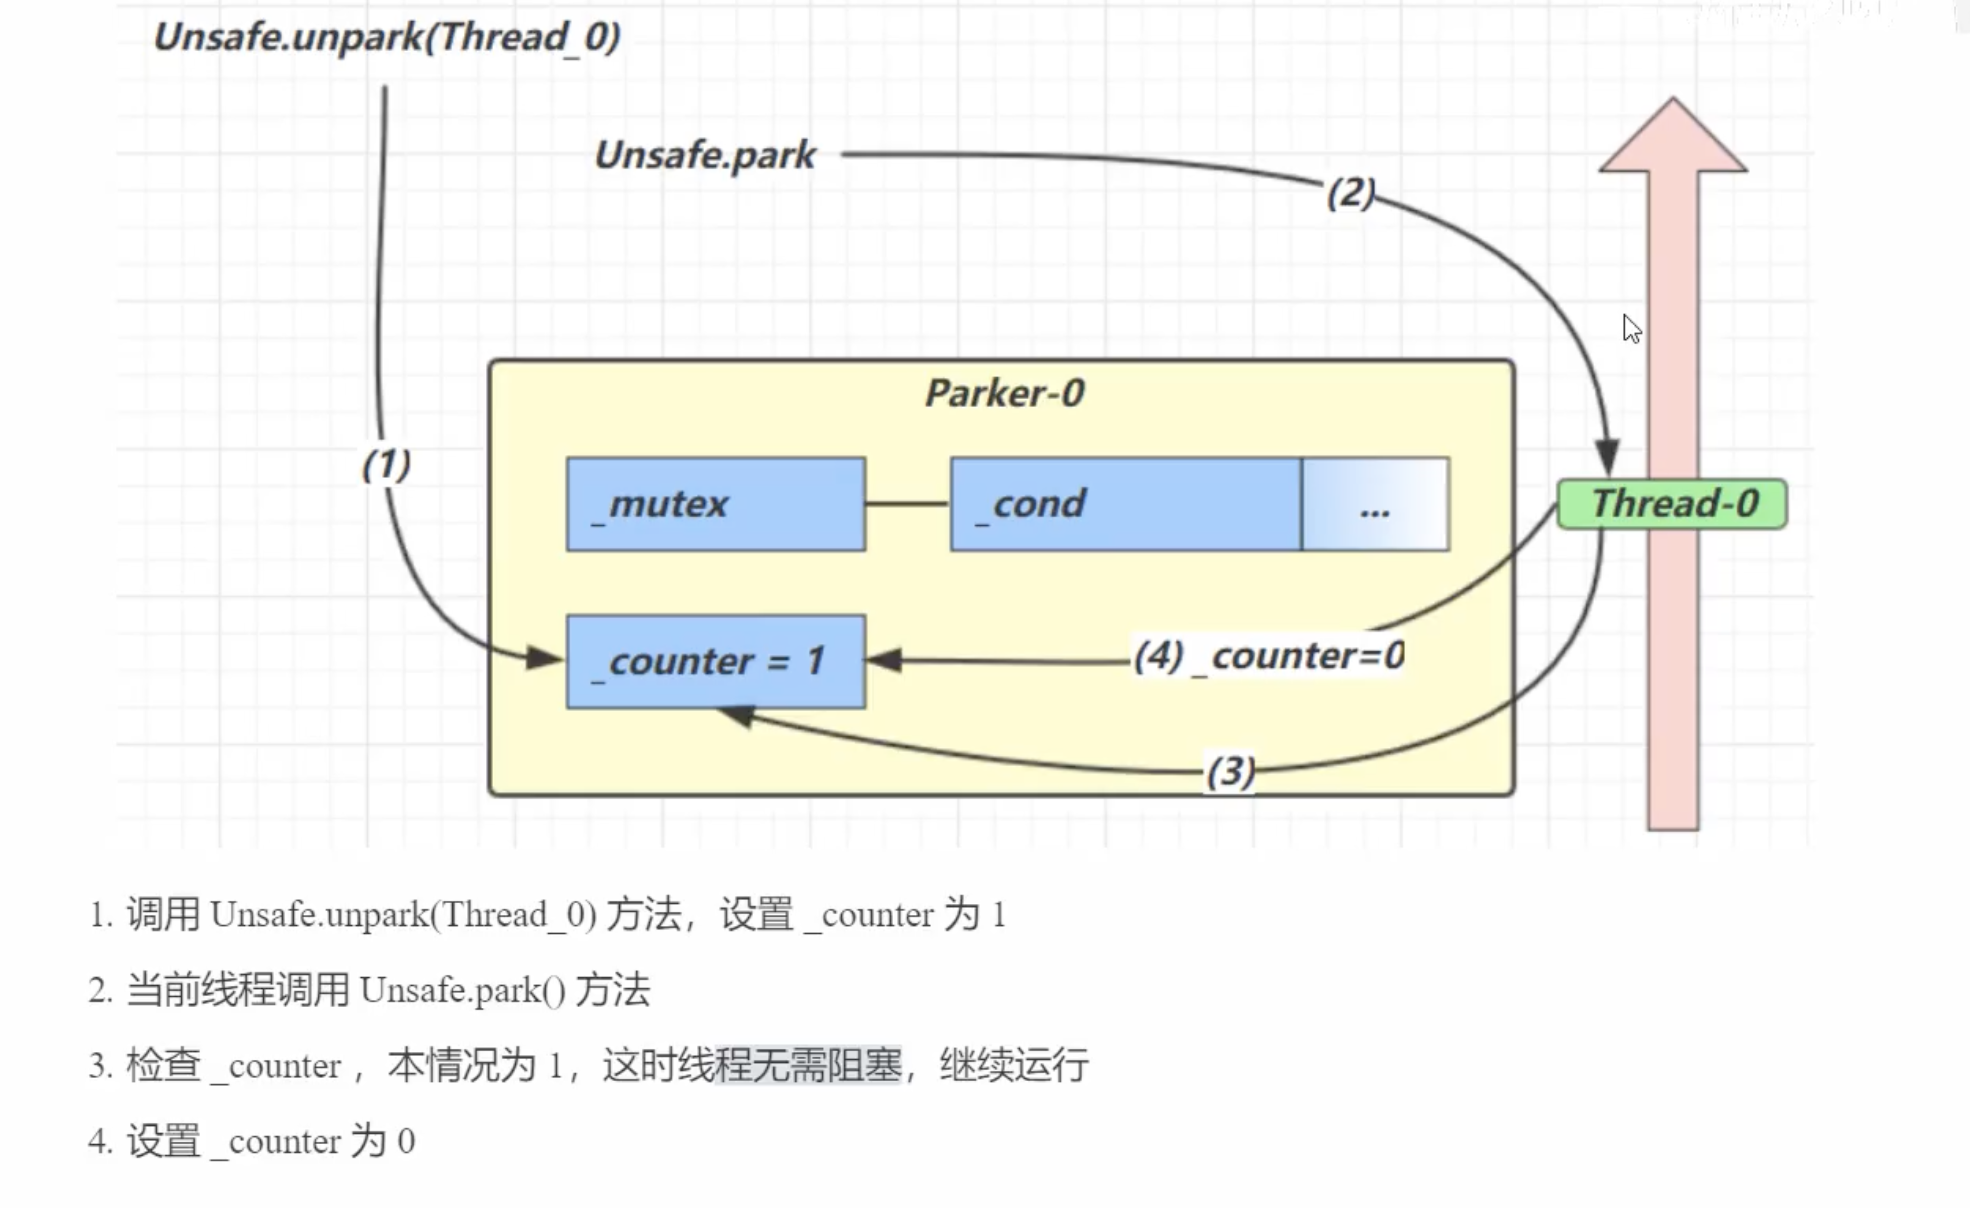 Unsafe.unpark(Thread_0)
Unsafe.park
(2)
Parker-0
(1)
_mutex
_cond
...
Thread-0
_counter = 1
(4) _counter=0
(3)
1. 调用 Unsafe.unpark(Thread_0) 方法，设置 _counter 为 1
2. 当前线程调用 Unsafe.park() 方法
3. 检查 _counter ，本情况为 1，这时线程无需阻塞，继续运行
4. 设置 _counter 为 0